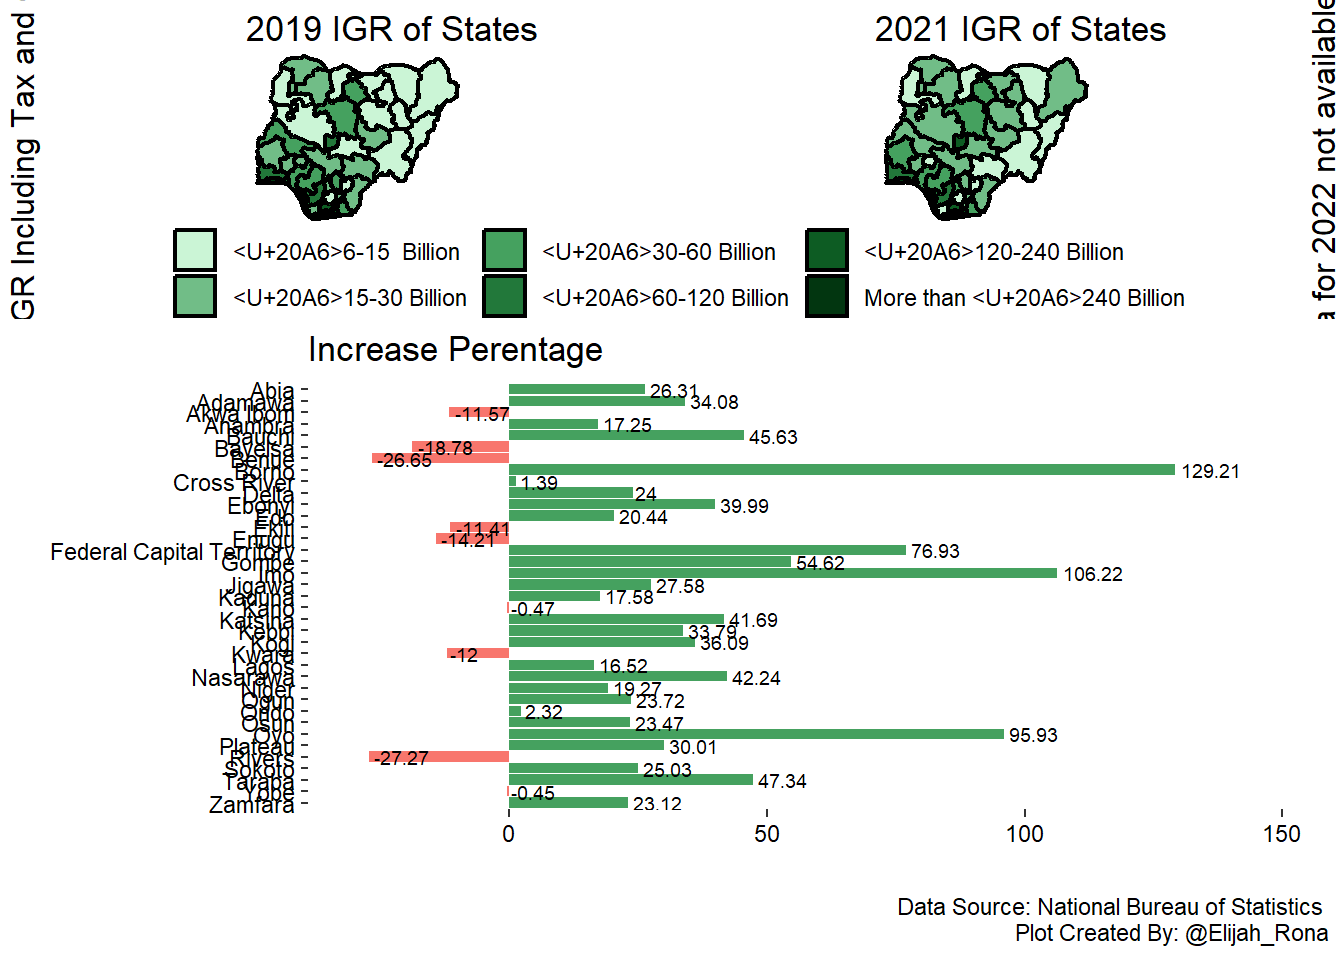 GR Including Tax and
2019 IGR of States
2021 IGR of States
a for 2022 not available
<U+20A6>6-15  Billion
<U+20A6>30-60 Billion
<U+20A6>120-240 Billion
<U+20A6>15-30 Billion
<U+20A6>60-120 Billion
More than <U+20A6>240 Billion
Increase Perentage
Abia 26.31
Adamawa 34.08
Akwa Ibom -11.57
Anambra 17.25
Bauchi 45.63
Bayelsa -18.78
Benue -26.65
Borno 129.21
Cross River 1.39
Delta 24
Ebonyi 39.99
Edo 20.44
Ekiti -11.41
Enugu -14.21
Federal Capital Territory 76.93
Gombe 54.62
Imo 106.22
Jigawa 27.58
Kaduna 17.58
Kano -0.47
Katsina 41.69
Kebbi 33.79
Kogi 36.09
Kwara -12
Lagos 16.52
Nasarawa 42.24
Niger 19.27
Ogun 23.72
Ondo 2.32
Osun 23.47
Oyo 95.93
Plateau 30.01
Rivers -27.27
Sokoto 25.03
Taraba 47.34
Yobe -0.45
Zamfara 23.12
0 50 100 150
Data Source: National Bureau of Statistics
Plot Created By: @Elijah_Rona